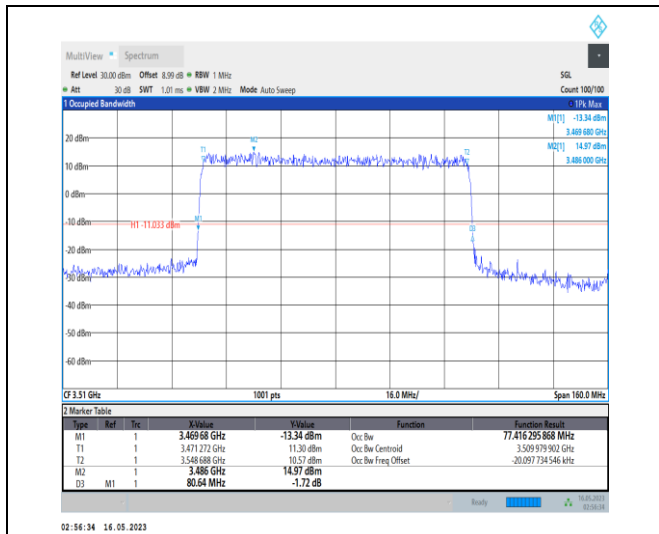 MultiView Spectrum
Ref Level 30.00 dBm Offset 8.99 dB RBW 1 MHz SGL
Att 30 dB SWT 1.01 ms VBW 2 MHz Mode Auto Sweep Count 100/100
1 Occupied Bandwidth 1Pk Max
M1[1] -13.34 dBm
3.469 680 GHz
M2[1] 14.97 dBm
3.486 000 GHz
20 dBm
M2
T1
T2
10 dBm
0 dBm
-10 dBm
H1 -11.033 dBm
M1
D3
-20 dBm
-30 dBm
-40 dBm
-50 dBm
-60 dBm
CF 3.51 GHz 1001 pts 16.0 MHz/ Span 160.0 MHz
2 Marker Table
Type Ref Trc X-Value Y-Value Function Function Result
M1 1 3.46968 GHz -13.34 dBm Occ Bw 77.416 295 868 MHz
T1 1 3.471 272 GHz 11.30 dBm Occ Bw Centroid 3.509 979 902 GHz
T2 1 3.548 688 GHz 10.57 dBm Occ Bw Freq Offset -20.097 734 546 kHz
M2 1 3.486 GHz 14.97 dBm
D3 M1 1 80.64 MHz -1.72 dB
Ready 16.05.2023
02:56:34
02:56:34 16.05.2023